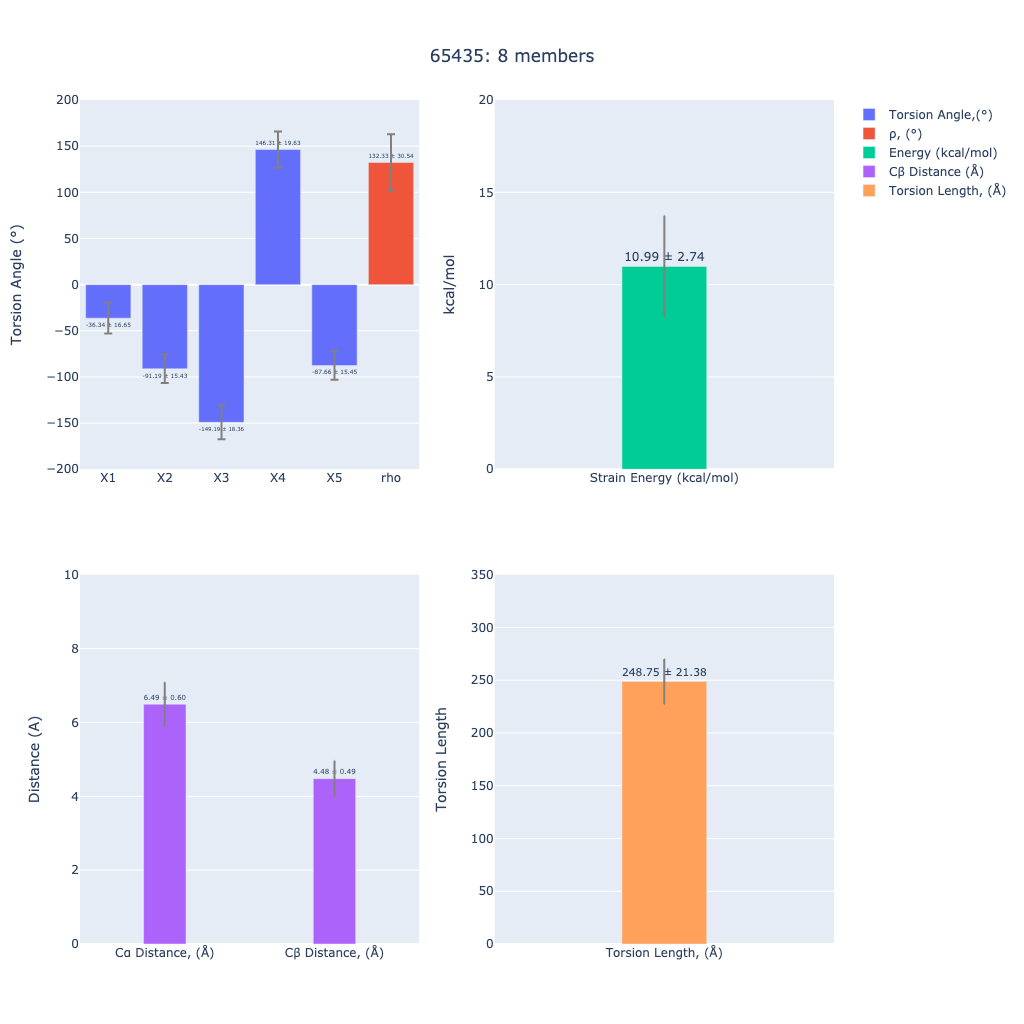 65435: 8 members
Torsion Angle (°)
200
150
100
50
0
−50
−100
−150
−200
-36.34 ± 16.65
-91.19 ± 15.43
-149.19 ± 18.36
146.31 ± 19.63
-87.66 ± 15.45
132.33 ± 30.54
X1 X2 X3 X4 X5 rho
kcal/mol
20
15
10
5
0
10.99 ± 2.74
Strain Energy (kcal/mol)
Torsion Angle,(°)
ρ, (°)
Energy (kcal/mol)
Cβ Distance (Å)
Torsion Length, (Å)
Distance (A)
10
8
6
4
2
0
6.49 ± 0.60
4.48 ± 0.49
Cα Distance, (Å) Cβ Distance, (Å)
Torsion Length
350
300
250
200
150
100
50
0
248.75 ± 21.38
Torsion Length, (Å)